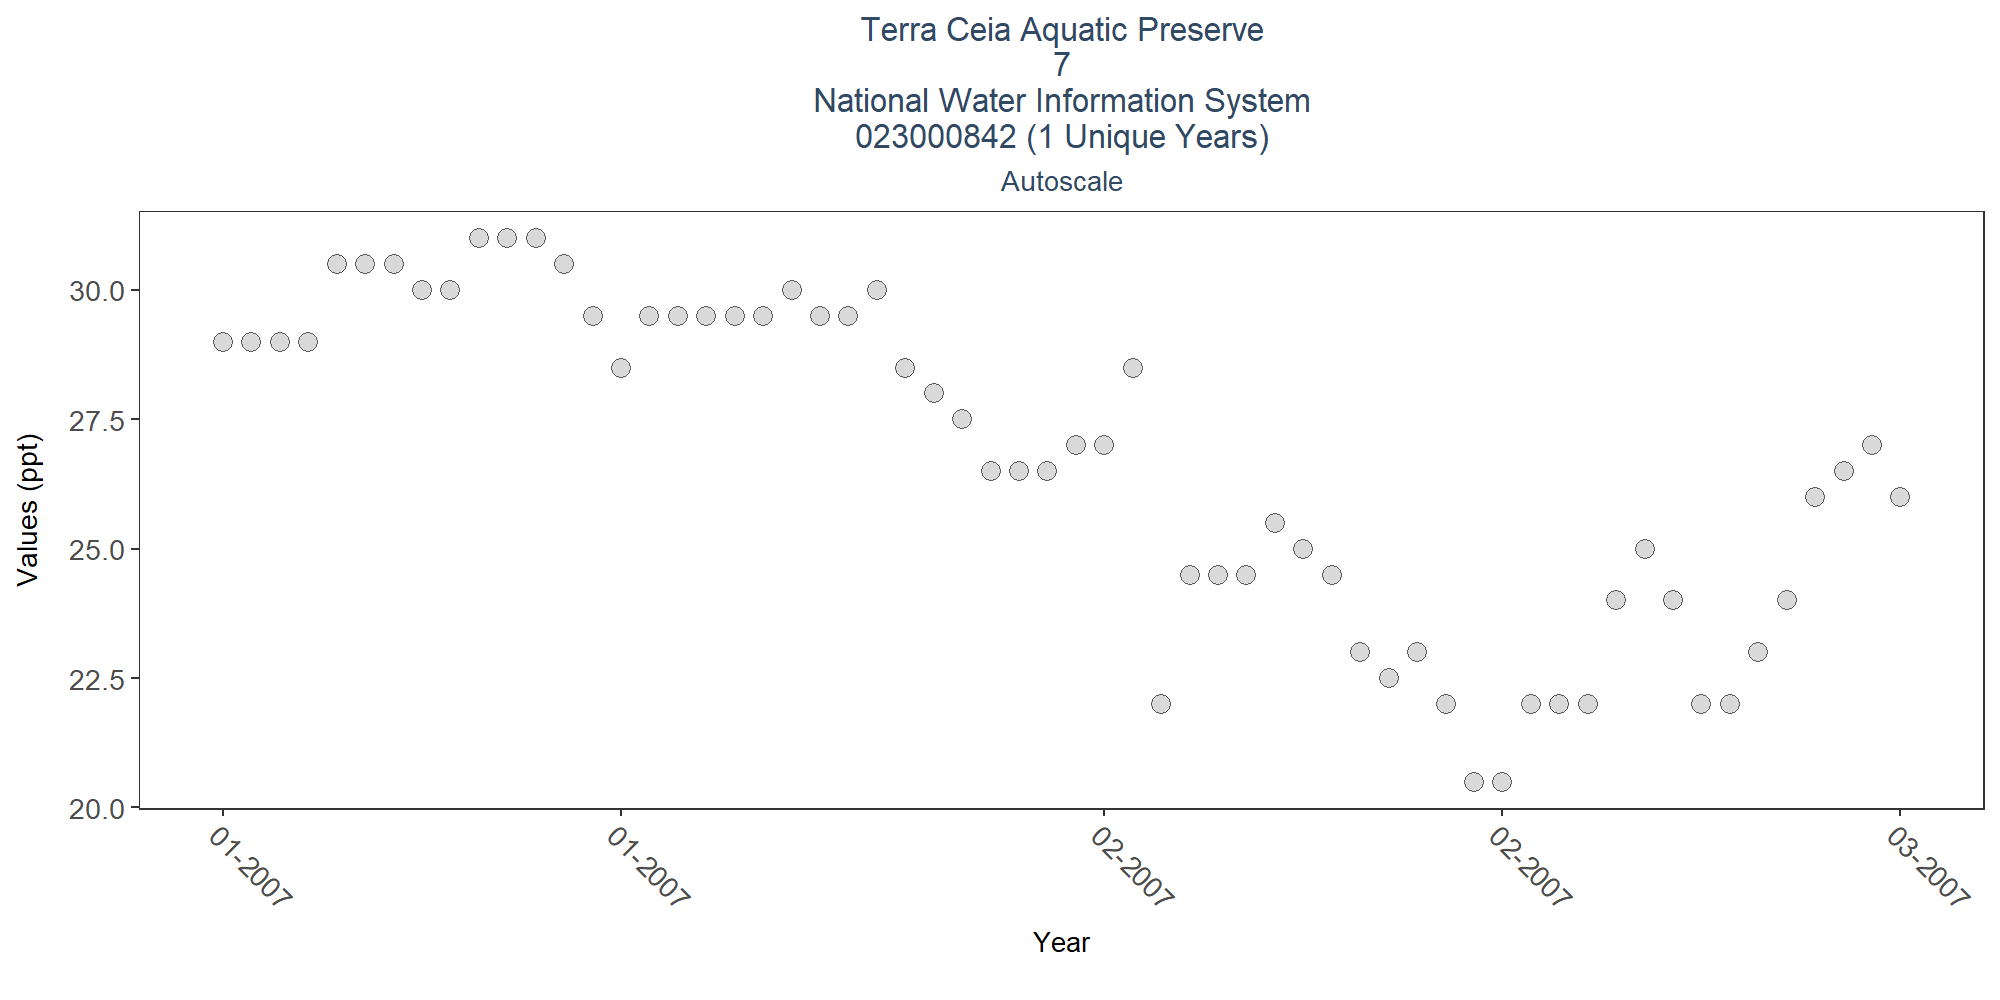 Terra Ceia Aquatic Preserve
7
National Water Information System
023000842 (1 Unique Years)
Autoscale
Values (ppt)
30.0
27.5
25.0
22.5
20.0
01-2007
01-2007
02-2007
02-2007
03-2007
Year